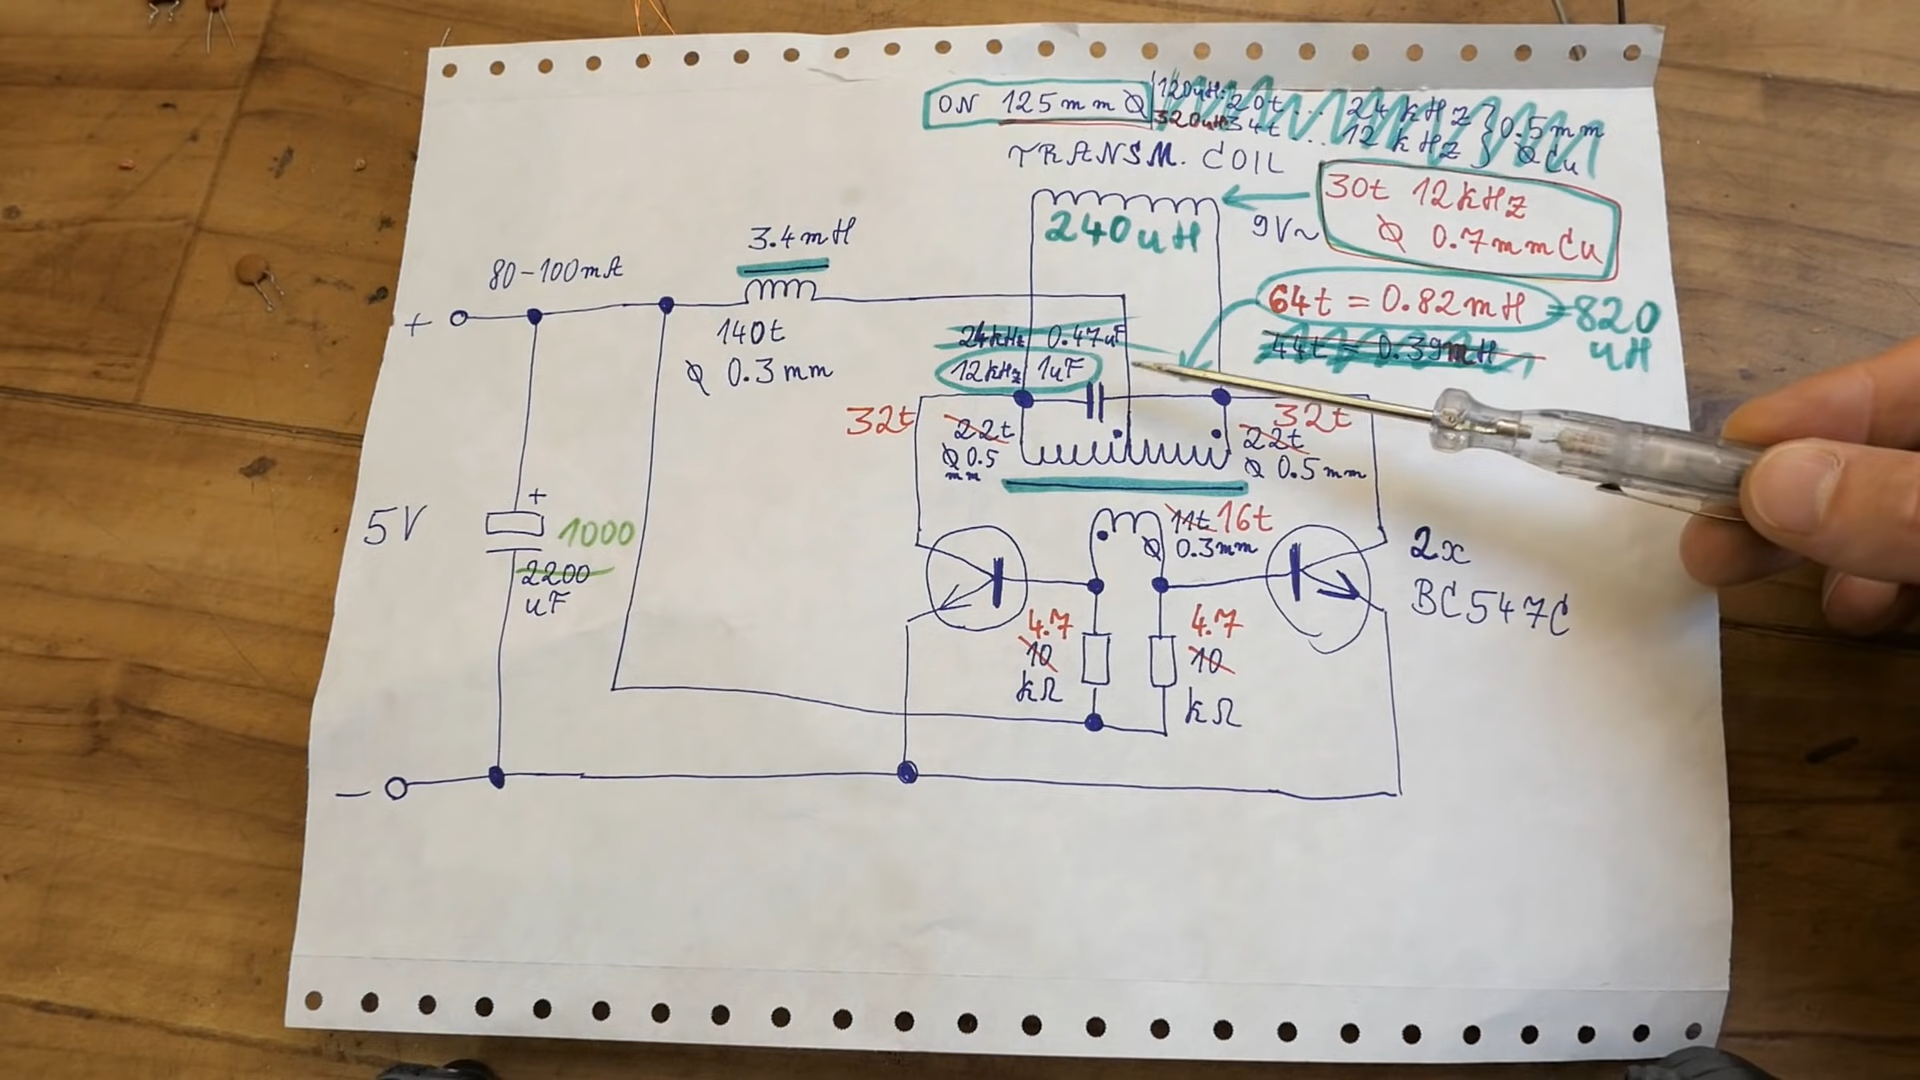 ON 125mm Ø
120uH: 20t... 24kHz
320uH 34t... 12kHz } 0.5mm Ø Cu
TRANSM. COIL
30t 12kHz
Ø 0.7mm Cu
240uH
9V~
3.4mH
80-100mA
+
140t
Ø 0.3mm
64t = 0.82mH = 820 uH
44t = 0.39mH
24kHz 0.47uF
12kHz 1uF
32t
22t
Ø 0.5 mm
32t
22t
Ø 0.5mm
5V
+
1000
2200
uF
11t 16t
Ø 0.3mm
2x
BC547C
4.7
10
kΩ
4.7
10
kΩ
−